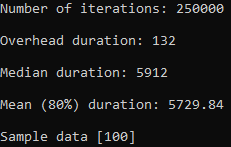 Number of iterations: 250000
Overhead duration: 132
Median duration: 5912
Mean (80%) duration: 5729.84
Sample data [100]